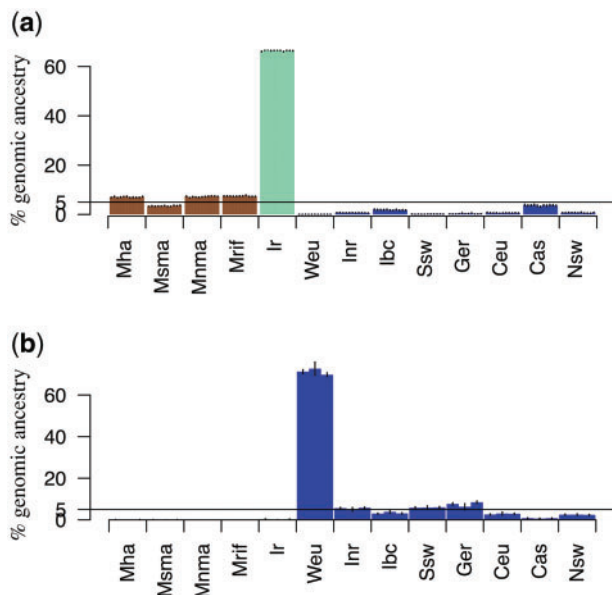 (a)
% genomic ancestry
60
40
20
5
0
Mha
Msma
Mnma
Mrif
Ir
Weu
Inr
Ibc
Ssw
Ger
Ceu
Cas
Nsw
(b)
% genomic ancestry
60
40
20
5
0
Mha
Msma
Mnma
Mrif
Ir
Weu
Inr
Ibc
Ssw
Ger
Ceu
Cas
Nsw